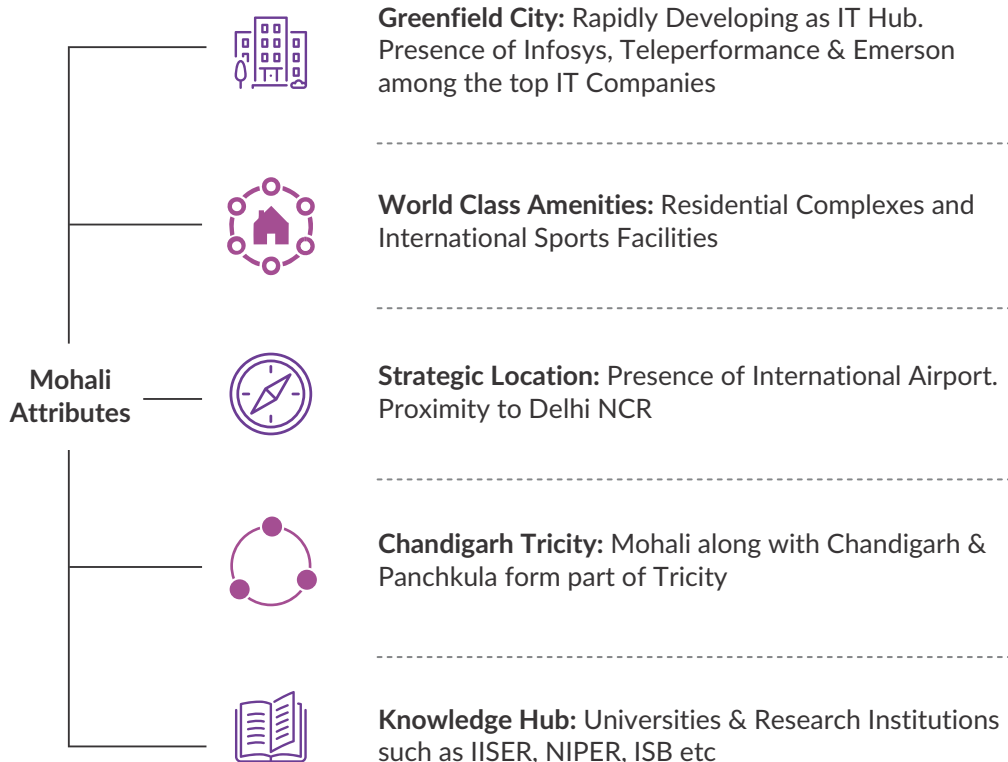 Greenfield City: Rapidly Developing as IT Hub.
Presence of Infosys, Teleperformance & Emerson
among the top IT Companies
World Class Amenities: Residential Complexes and
International Sports Facilities
Mohali
Attributes
Strategic Location: Presence of International Airport.
Proximity to Delhi NCR
Chandigarh Tricity: Mohali along with Chandigarh &
Panchkula form part of Tricity
Knowledge Hub: Universities & Research Institutions
such as IISER, NIPER, ISB etc